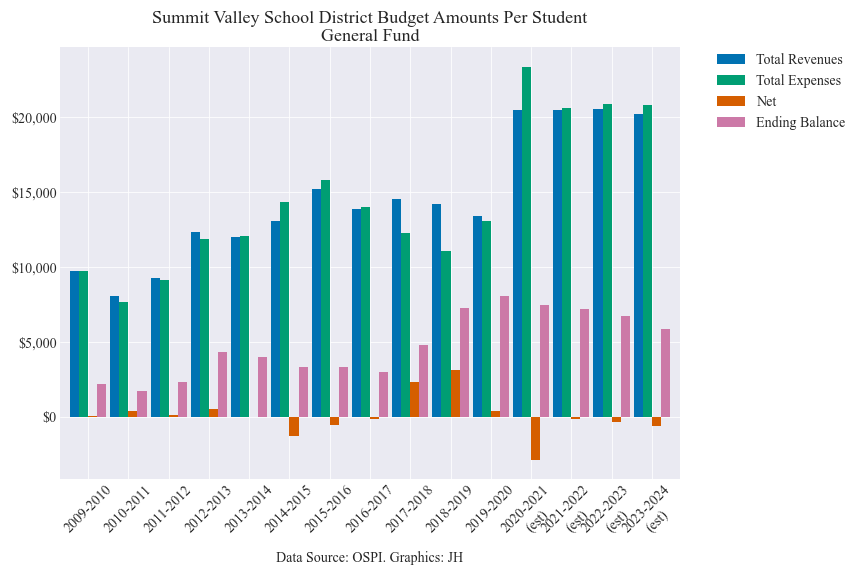 Summit Valley School District Budget Amounts Per Student
General Fund
Total Revenues
Total Expenses
Net
Ending Balance
$20,000
$15,000
$10,000
$5,000
$0
2009-2010
2010-2011
2011-2012
2012-2013
2013-2014
2014-2015
2015-2016
2016-2017
2017-2018
2018-2019
2019-2020
2020-2021
(est)
2021-2022
(est)
2022-2023
(est)
2023-2024
(est)
Data Source: OSPI. Graphics: JH